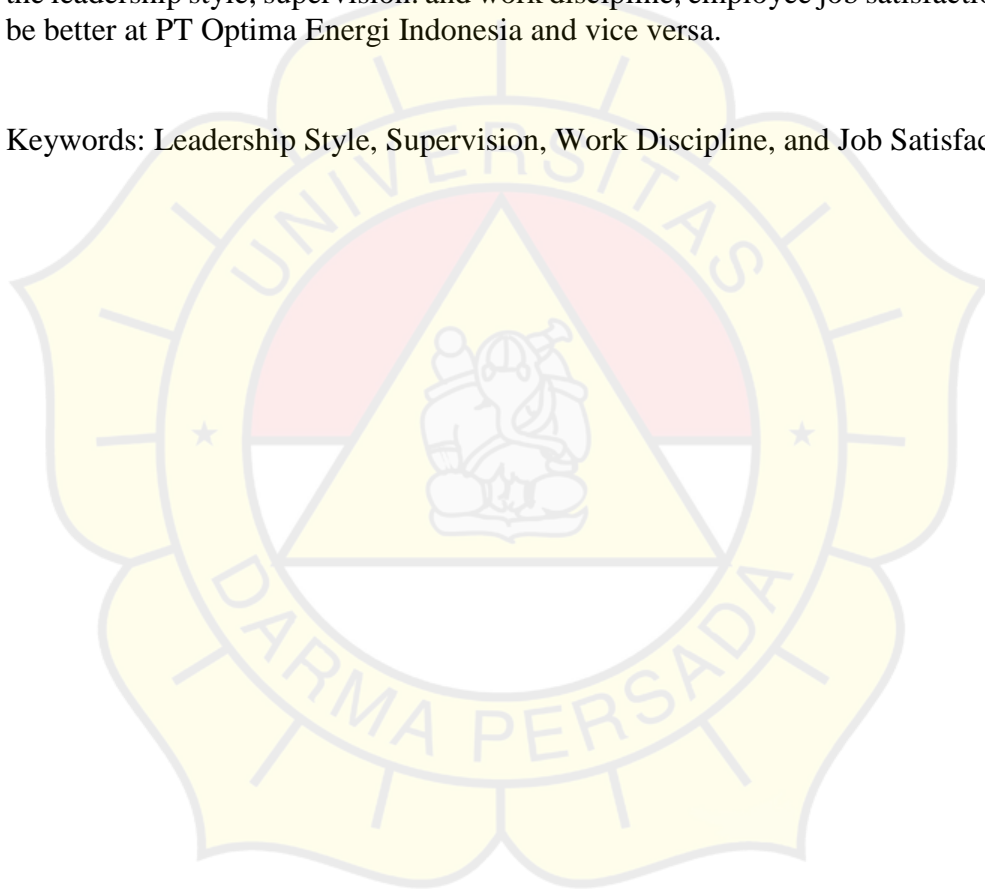 the leadership style, supervision. and work discipline, employee job satisfaction
be better at PT Optima Energi Indonesia and vice versa.
Keywords: Leadership Style, Supervision, Work Discipline, and Job Satisfac
UNIVERSITAS
DARMA PERSADA